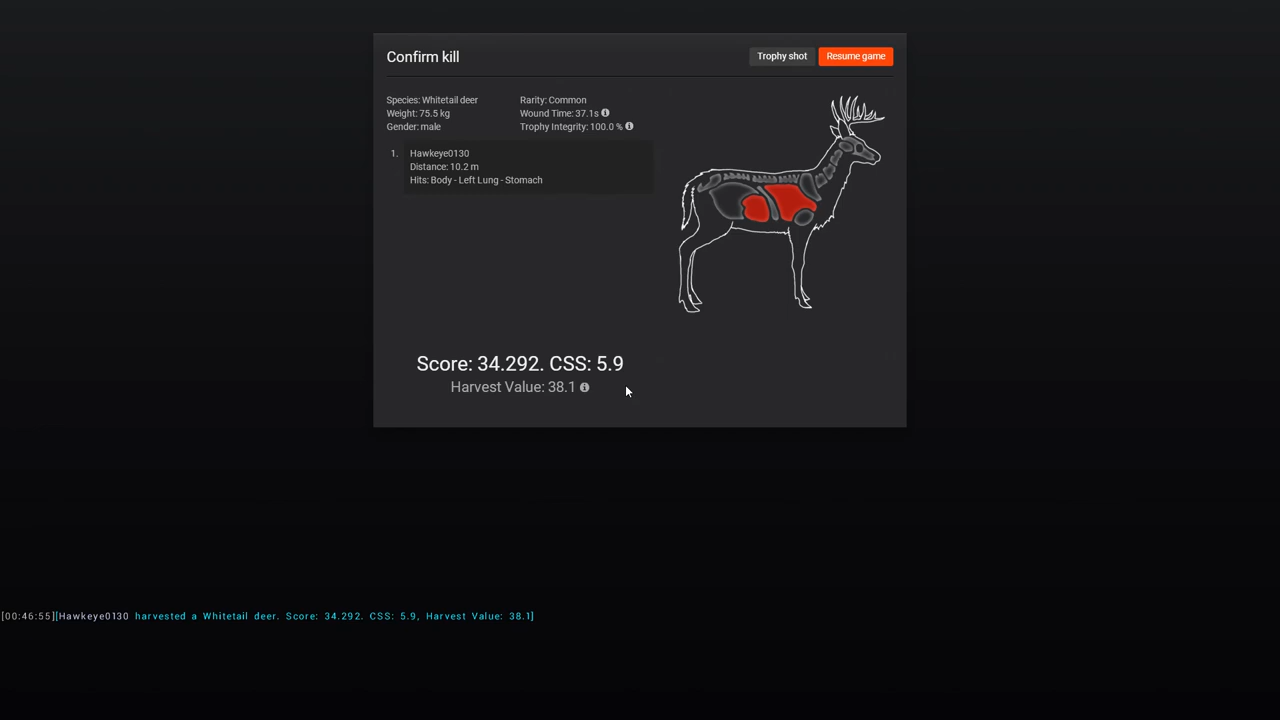 Confirm kill
Trophy shot
Resume game
Species: Whitetail deer
Rarity: Common
Weight: 75.5 kg
Wound Time: 37.1s
Gender: male
Trophy Integrity: 100.0 %
1. Hawkeye0130
Distance: 10.2 m
Hits: Body - Left Lung - Stomach
Score: 34.292. CSS: 5.9
Harvest Value: 38.1
[00:46:55][Hawkeye0130 harvested a Whitetail deer. Score: 34.292. CSS: 5.9, Harvest Value: 38.1]